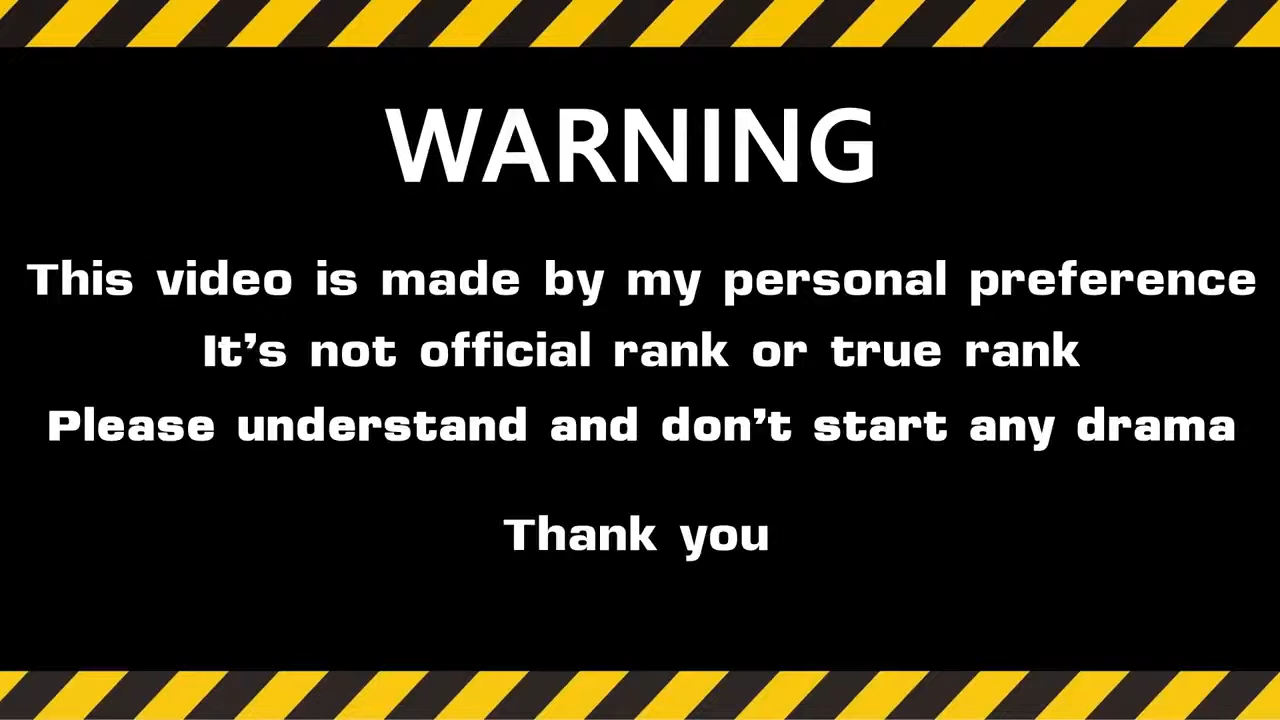 WARNING
This video is made by my personal preference
It’s not official rank or true rank
Please understand and don’t start any drama
Thank you